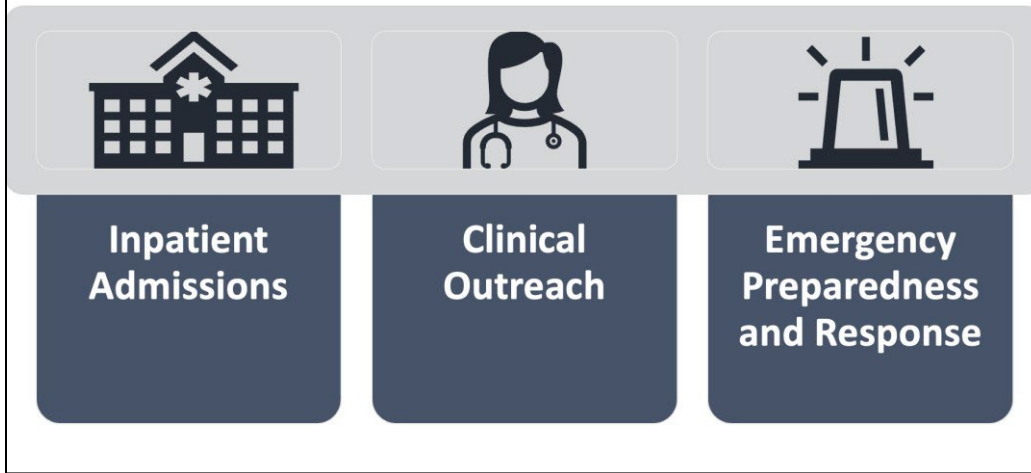 Inpatient
Admissions
Clinical
Outreach
Emergency
Preparedness
and Response